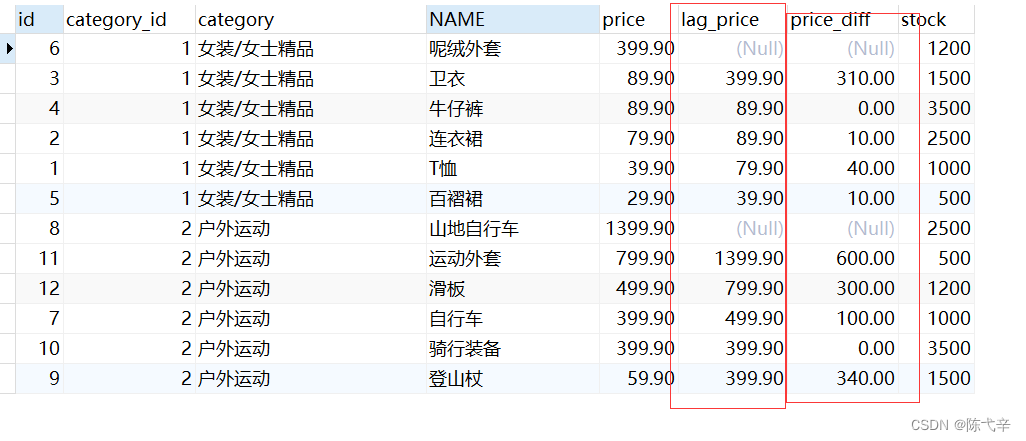 id category_id category NAME price lag_price price_diff stock
6 1 女装/女士精品 呢绒外套 399.90 (Null) (Null) 1200
3 1 女装/女士精品 卫衣 89.90 399.90 310.00 1500
4 1 女装/女士精品 牛仔裤 89.90 89.90 0.00 3500
2 1 女装/女士精品 连衣裙 79.90 89.90 10.00 2500
1 1 女装/女士精品 T恤 39.90 79.90 40.00 1000
5 1 女装/女士精品 百褶裙 29.90 39.90 10.00 500
8 2 户外运动 山地自行车 1399.90 (Null) (Null) 2500
11 2 户外运动 运动外套 799.90 1399.90 600.00 500
12 2 户外运动 滑板 499.90 799.90 300.00 1200
7 2 户外运动 自行车 399.90 499.90 100.00 1000
10 2 户外运动 骑行装备 399.90 399.90 0.00 3500
9 2 户外运动 登山杖 59.90 399.90 340.00 1500
CSDN @陈弋辛